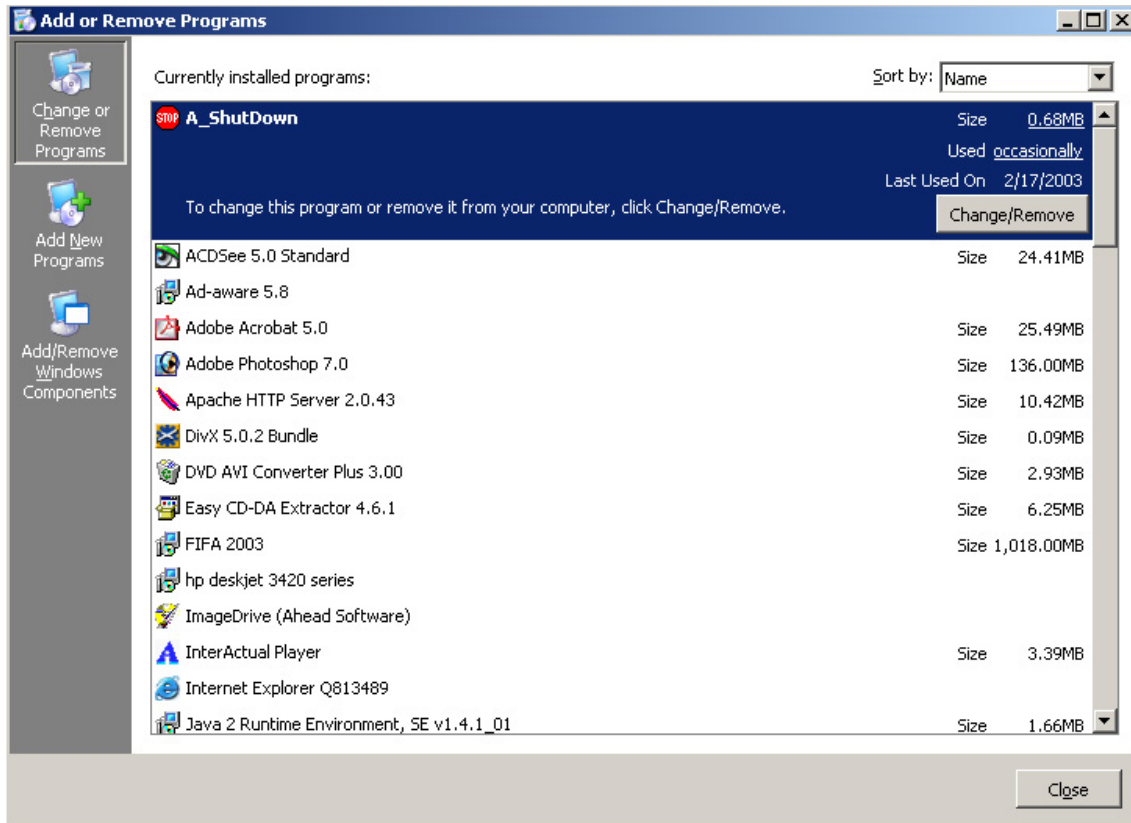 Add or Remove Programs
Change or
Remove
Programs
Add New
Programs
Add/Remove
Windows
Components
Currently installed programs:
Sort by: Name
STOP A_ShutDown Size 0.68MB
Used occasionally
Last Used On 2/17/2003
To change this program or remove it from your computer, click Change/Remove.
Change/Remove
ACDSee 5.0 Standard Size 24.41MB
Ad-aware 5.8
Adobe Acrobat 5.0 Size 25.49MB
Adobe Photoshop 7.0 Size 136.00MB
Apache HTTP Server 2.0.43 Size 10.42MB
DivX 5.0.2 Bundle Size 0.09MB
DVD AVI Converter Plus 3.00 Size 2.93MB
Easy CD-DA Extractor 4.6.1 Size 6.25MB
FIFA 2003 Size 1,018.00MB
hp deskjet 3420 series
ImageDrive (Ahead Software)
InterActual Player Size 3.39MB
Internet Explorer Q813489
Java 2 Runtime Environment, SE v1.4.1_01 Size 1.66MB
Close